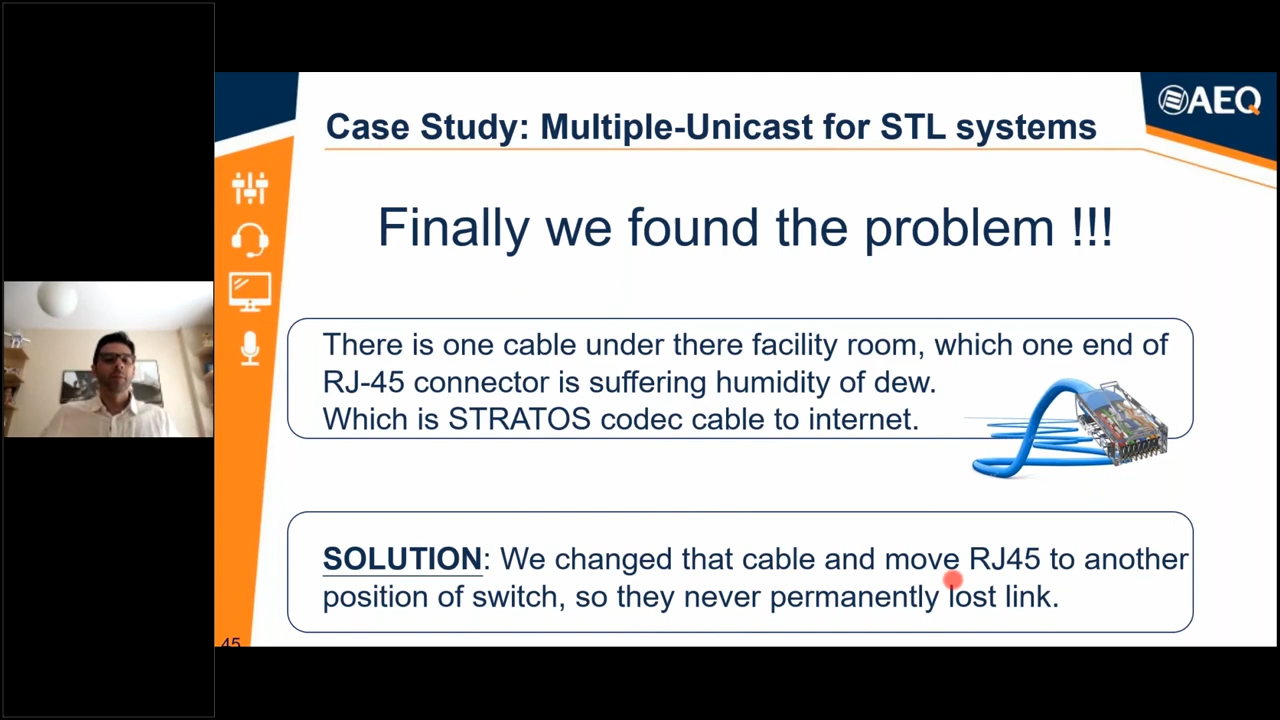 AEQ
Case Study: Multiple-Unicast for STL systems
Finally we found the problem !!!
There is one cable under there facility room, which one end of
RJ-45 connector is suffering humidity of dew.
Which is STRATOS codec cable to internet.
SOLUTION: We changed that cable and move RJ45 to another
position of switch, so they never permanently lost link.
45